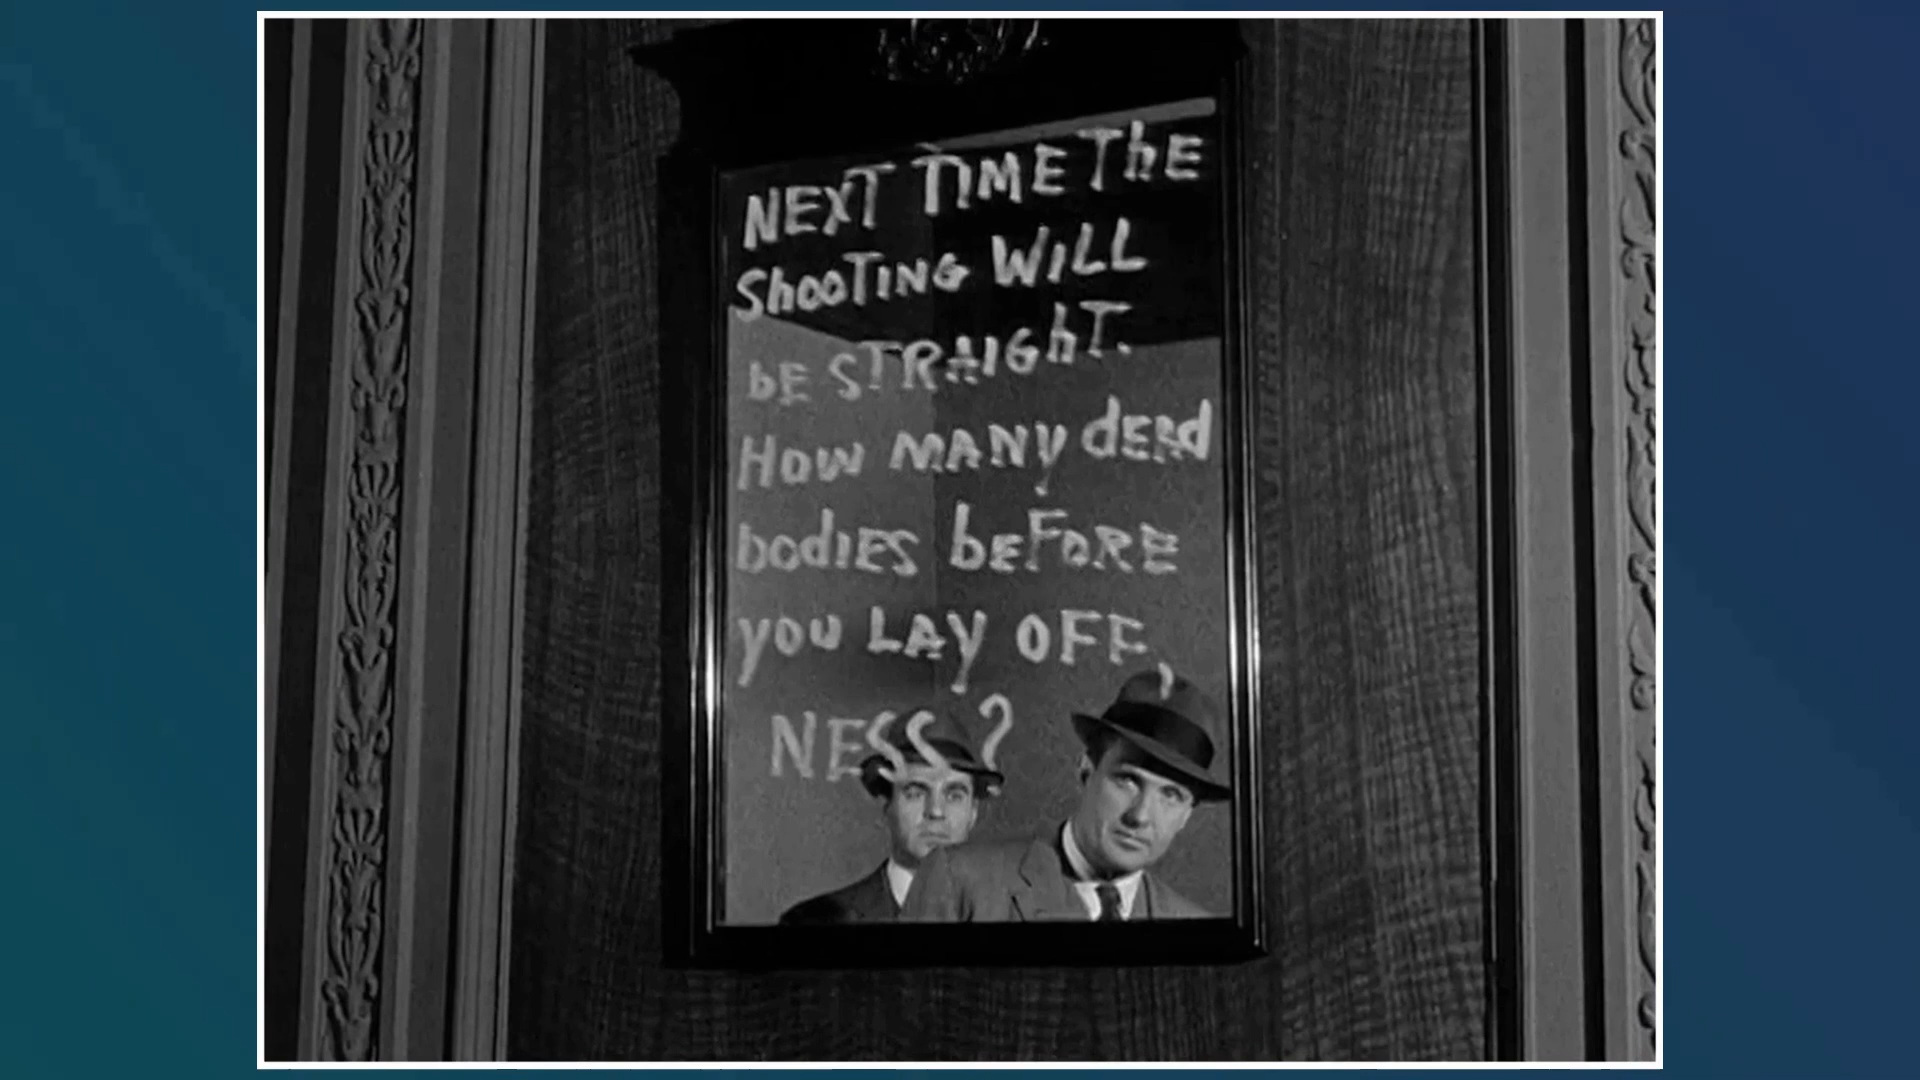 NEXT TIME THE
ShooTING WILL
bE STRAIGhT.
How MANy dEAd
bodIES bEFORE
you LAy OFF,
NESS?